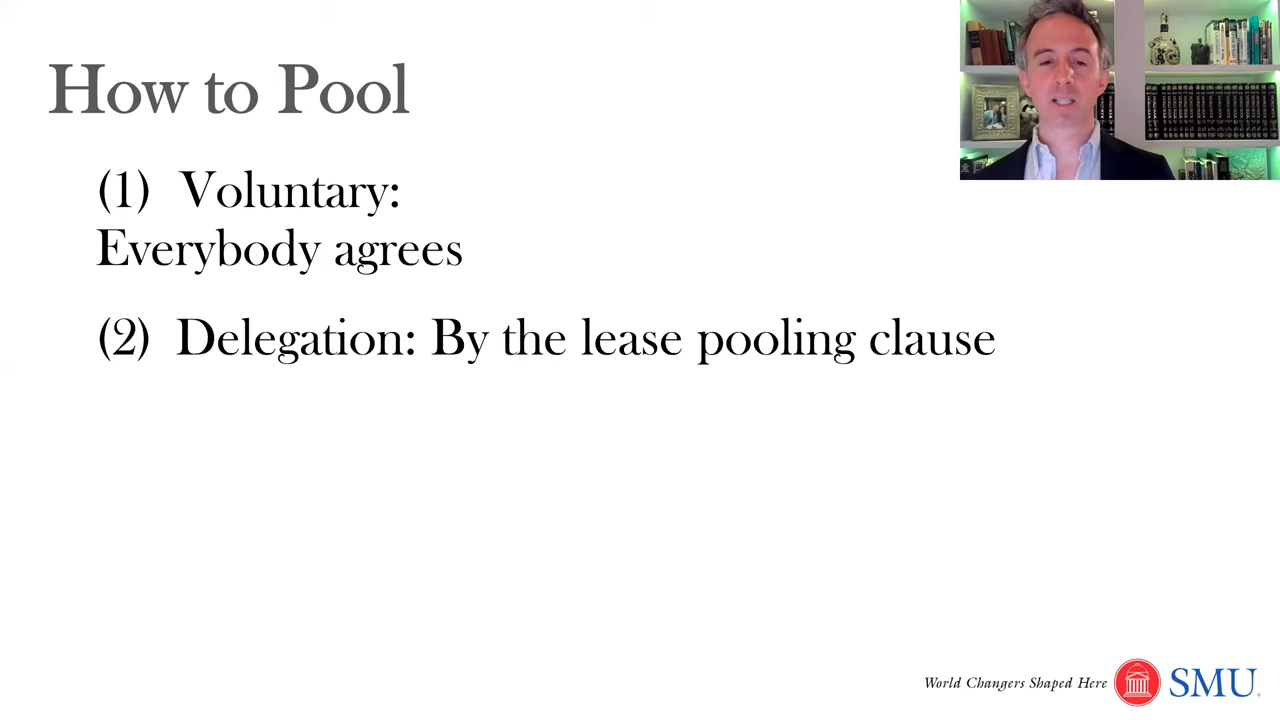 How to Pool
(1) Voluntary:
Everybody agrees
(2) Delegation: By the lease pooling clause
World Changers Shaped Here
SMU